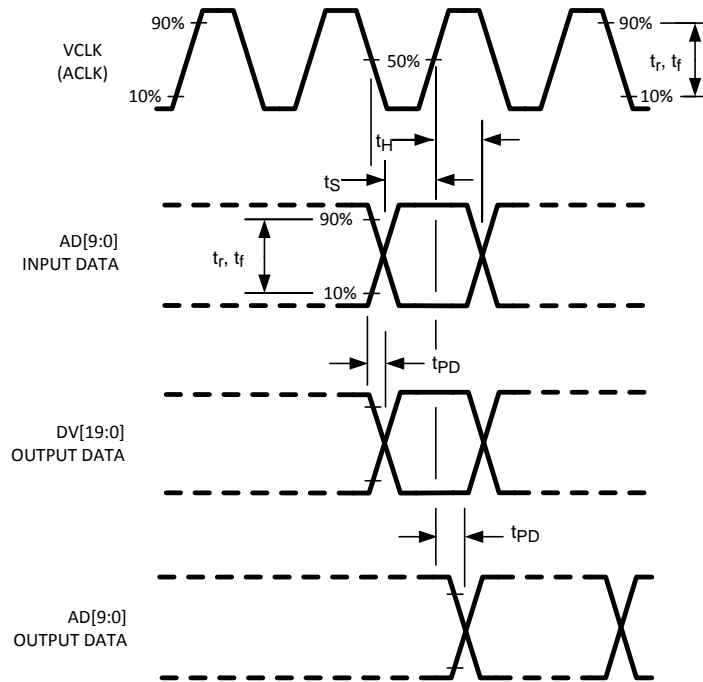 VCLK
(ACLK)
90%
10%
50%
90%
10%
tr, tf
tH
tS
AD[9:0]
INPUT DATA
90%
10%
tr, tf
tPD
DV[19:0]
OUTPUT DATA
tPD
AD[9:0]
OUTPUT DATA